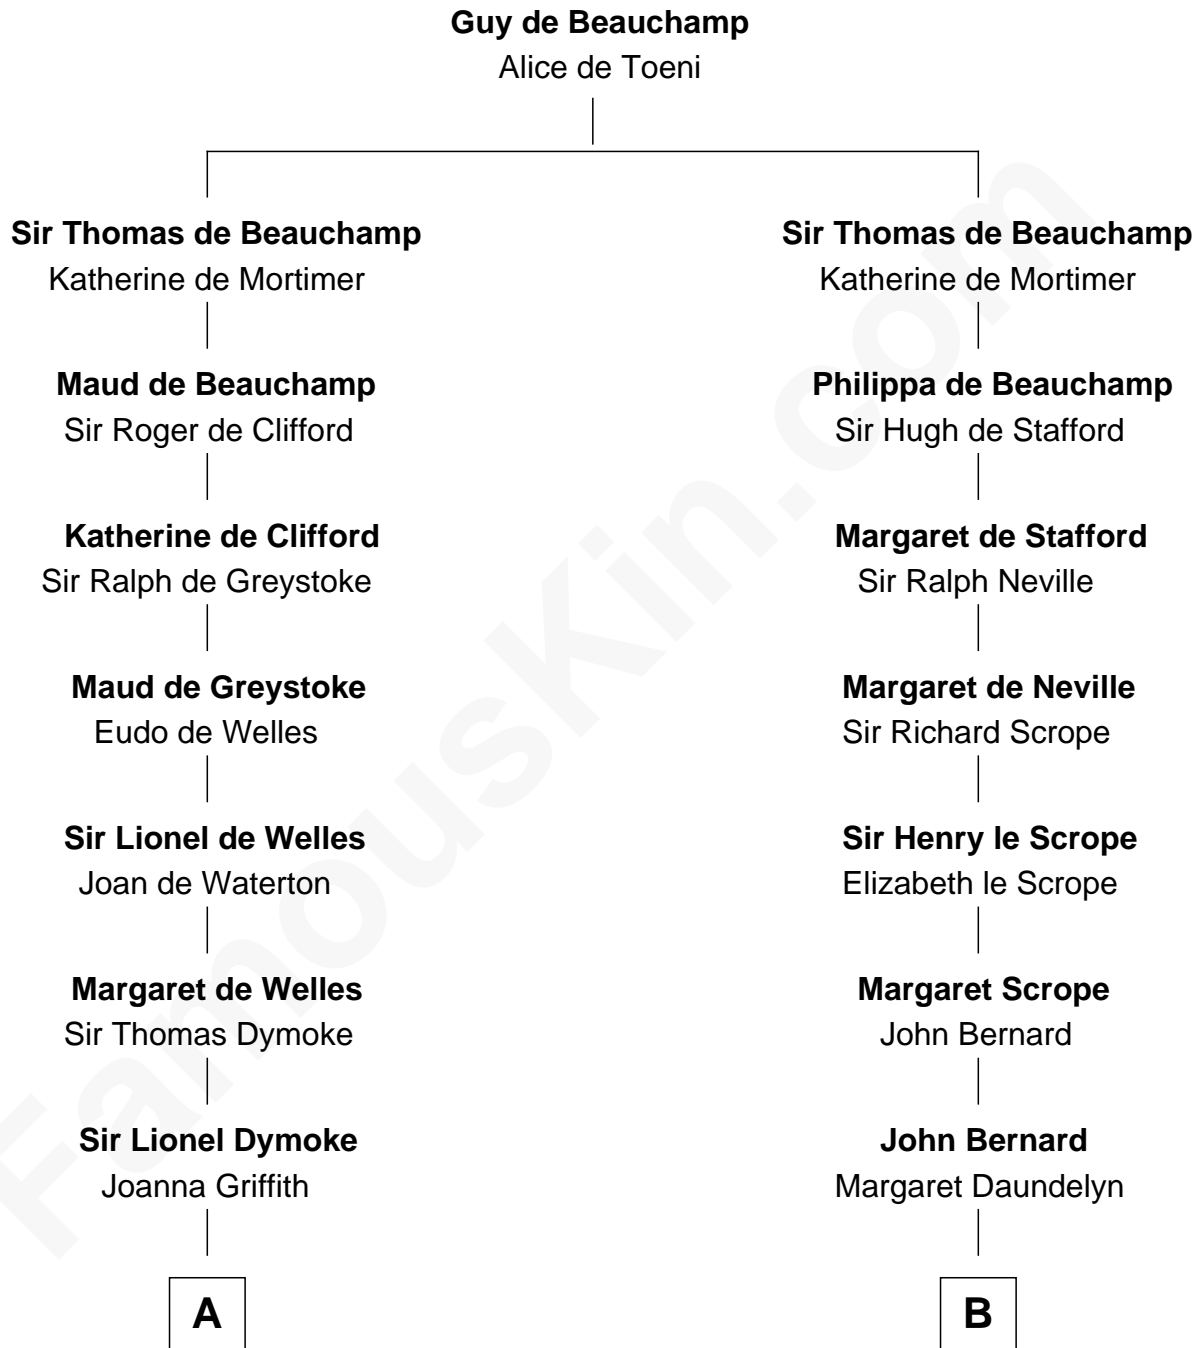 Guy de Beauchamp
Alice de Toeni
Sir Thomas de Beauchamp
Katherine de Mortimer
Maud de Beauchamp
Sir Roger de Clifford
Katherine de Clifford
Sir Ralph de Greystoke
Maud de Greystoke
Eudo de Welles
Sir Lionel de Welles
Joan de Waterton
Margaret de Welles
Sir Thomas Dymoke
Sir Lionel Dymoke
Joanna Griffith
A
Sir Thomas de Beauchamp
Katherine de Mortimer
Philippa de Beauchamp
Sir Hugh de Stafford
Margaret de Stafford
Sir Ralph Neville
Margaret de Neville
Sir Richard Scrope
Sir Henry le Scrope
Elizabeth le Scrope
Margaret Scrope
John Bernard
John Bernard
Margaret Daundelyn
B
FamousKin.com